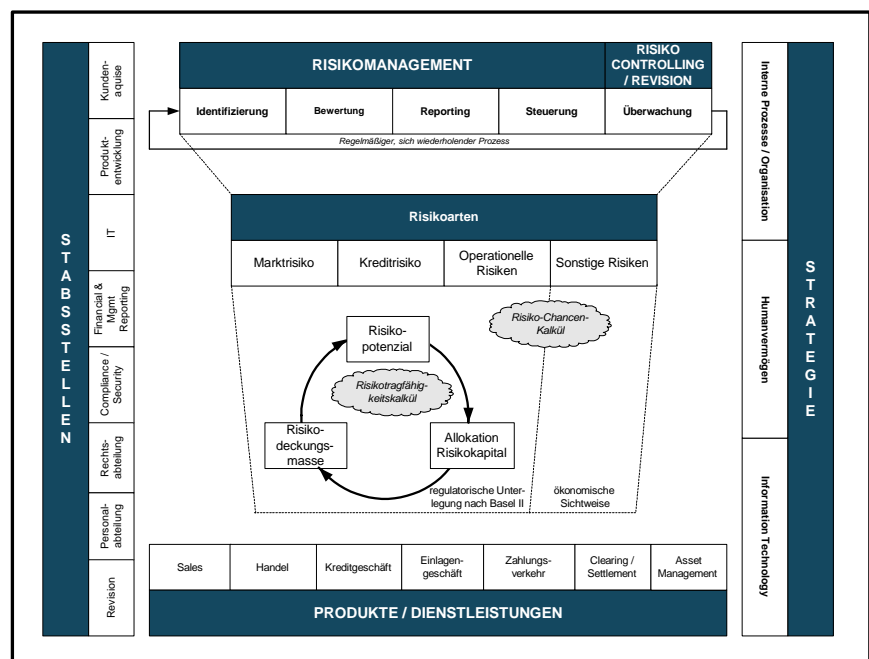 RISIKOMANAGEMENT
RISIKO
CONTROLLING
/ REVISION
Identifizierung
Bewertung
Reporting
Steuerung
Überwachung
Regelmäßiger, sich wiederholender Prozess
STABSSTELLEN
Kunden-
aquise
Produkt-
entwicklung
IT
Financial &
Mgmt
Reporting
Compliance /
Security
Rechts-
abteilung
Personal-
abteilung
Revision
Risikoarten
Marktrisiko
Kreditrisiko
Operationelle
Risiken
Sonstige Risiken
Risiko-Chancen-
Kalkül
Risiko-
potenzial
Risikotragfähig-
keitskalkül
Risiko-
deckungs-
masse
Allokation
Risikokapital
regulatorische Unter-
legung nach Basel II
ökonomische
Sichtweise
Sales
Handel
Kreditgeschäft
Einlagen-
geschäft
Zahlungs-
verkehr
Clearing /
Settlement
Asset
Management
PRODUKTE / DIENSTLEISTUNGEN
Interne Prozesse / Organisation
Humanvermögen
Information Technology
STRATEGIE